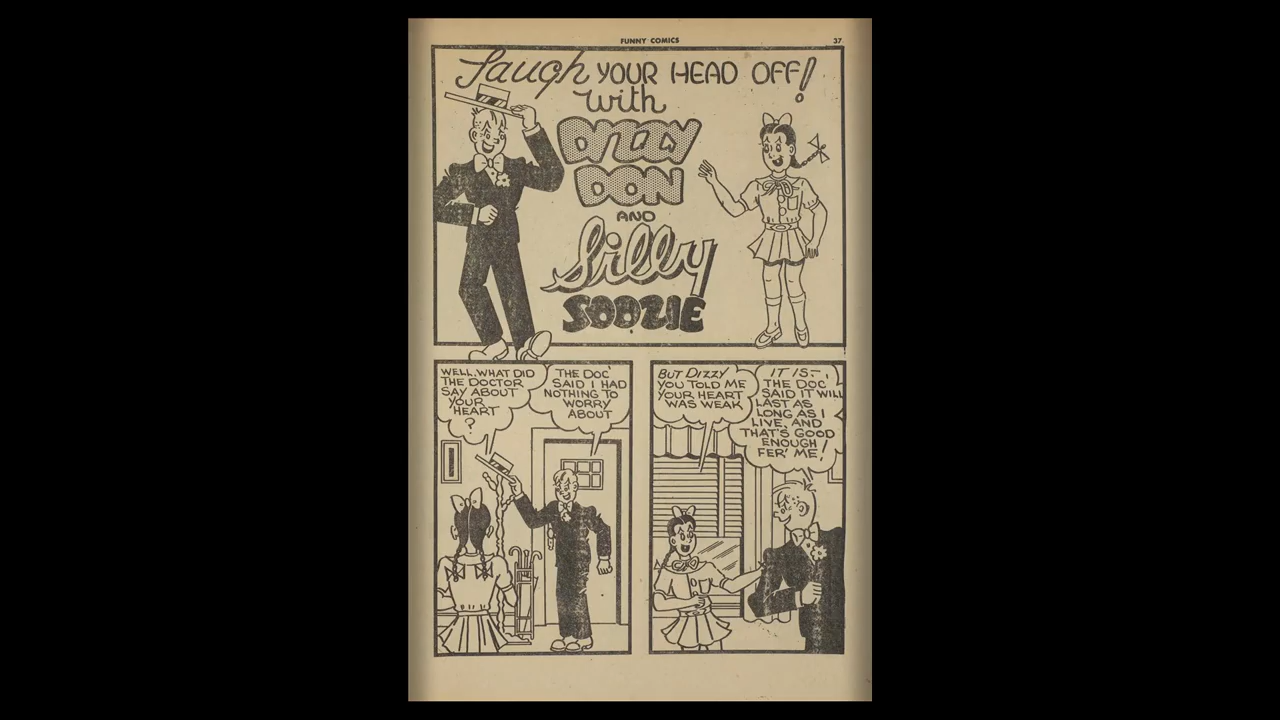 FUNNY COMICS 37
Laugh YOUR HEAD OFF!
with
DIZZY
DON
AND
Silly
SOOZIE
WELL. WHAT DID
THE DOCTOR
SAY ABOUT
YOUR
HEART
?
THE DOC
SAID I HAD
NOTHING TO
WORRY
ABOUT
BUT DIZZY
YOU TOLD ME
YOUR HEART
WAS WEAK
IT IS-,
THE DOC
SAID IT WILL
LAST AS
LONG AS I
LIVE, AND
THAT'S GOOD
ENOUGH
FER' ME!